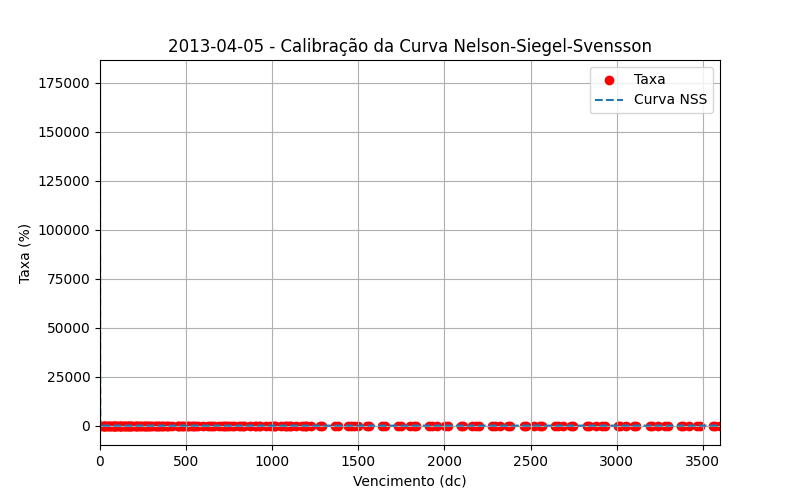 2013-04-05 - Calibração da Curva Nelson-Siegel-Svensson
Taxa
Curva NSS
Taxa (%)
175000
150000
125000
100000
75000
50000
25000
0
0 500 1000 1500 2000 2500 3000 3500
Vencimento (dc)